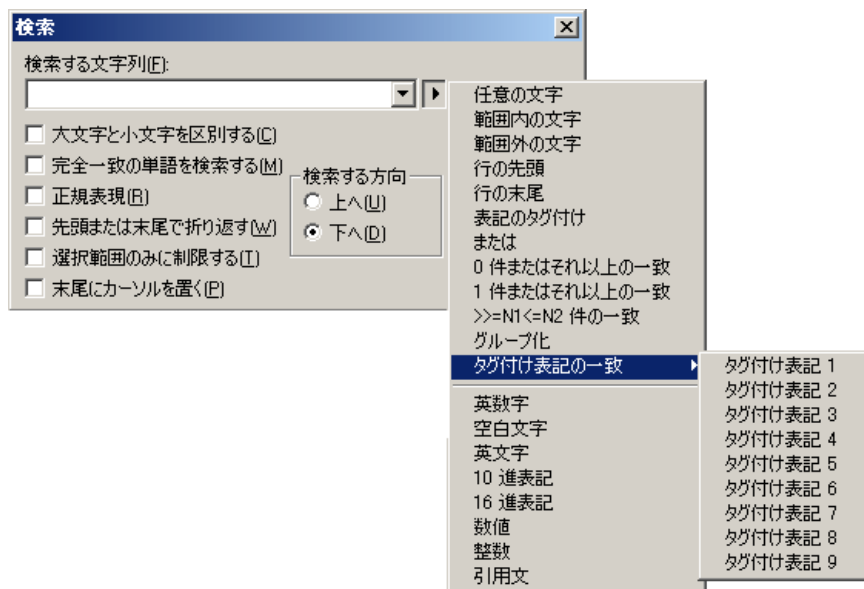 検索
検索する文字列(F):
大文字と小文字を区別する(C)
完全一致の単語を検索する(M)
正規表現(R)
先頭または末尾で折り返す(W)
選択範囲のみに制限する(T)
末尾にカーソルを置く(P)
検索する方向
上へ(U)
下へ(D)
任意の文字
範囲内の文字
範囲外の文字
行の先頭
行の末尾
表記のタグ付け
または
0 件またはそれ以上の一致
1 件またはそれ以上の一致
>>=N1<=N2 件の一致
グループ化
タグ付け表記の一致
英数字
空白文字
英文字
10 進表記
16 進表記
数値
整数
引用文
タグ付け表記 1
タグ付け表記 2
タグ付け表記 3
タグ付け表記 4
タグ付け表記 5
タグ付け表記 6
タグ付け表記 7
タグ付け表記 8
タグ付け表記 9